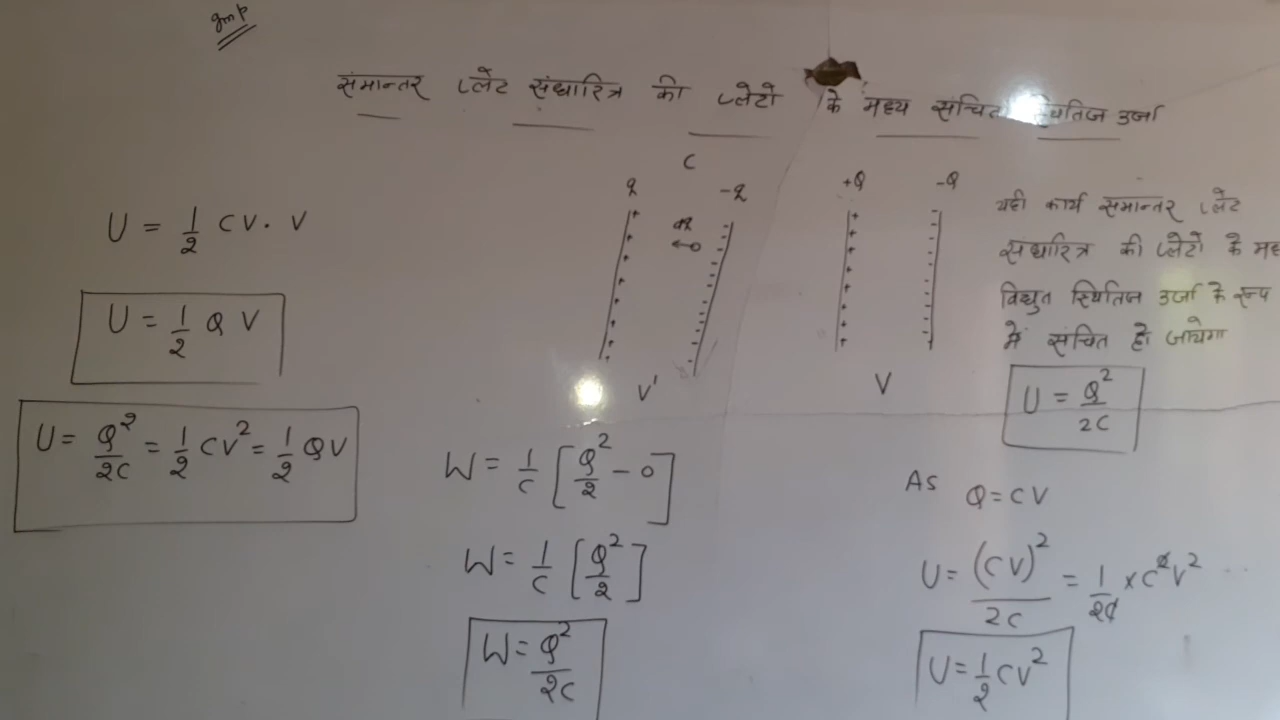 Imp
समान्तर प्लेट संधारित्र की प्लेटो के मध्य संचित स्थितिज उर्जा
U = 1/2 CV. V
U = 1/2 Q V
U = Q²/2C = 1/2 CV² = 1/2 QV
C
q -q
dq
V'
+Q -Q
V
W = 1/C [Q²/2 - 0]
W = 1/C [Q²/2]
W = Q²/2C
यही कार्य समान्तर प्लेट
संधारित्र की प्लेटों के मध्य
विद्युत स्थितिज उर्जा के रूप
में संचित हो जायेगा
U = Q²/2C
As Q = CV
U = (CV)²/2C = 1/2C × C²V²
U = 1/2 CV²